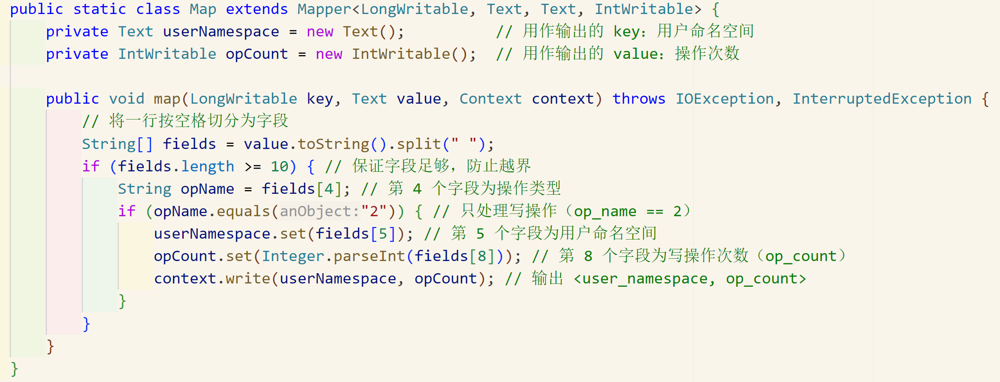 public static class Map extends Mapper<LongWritable, Text, Text, IntWritable> {
    private Text userNamespace = new Text();          // 用作输出的 key：用户命名空间
    private IntWritable opCount = new IntWritable();  // 用作输出的 value：操作次数
    public void map(LongWritable key, Text value, Context context) throws IOException, InterruptedException {
        // 将一行按空格切分为字段
        String[] fields = value.toString().split(" ");
        if (fields.length >= 10) { // 保证字段足够，防止越界
            String opName = fields[4]; // 第 4 个字段为操作类型
            if (opName.equals(anObject:"2")) { // 只处理写操作（op_name == 2）
                userNamespace.set(fields[5]); // 第 5 个字段为用户命名空间
                opCount.set(Integer.parseInt(fields[8])); // 第 8 个字段为写操作次数（op_count）
                context.write(userNamespace, opCount); // 输出 <user_namespace, op_count>
            }
        }
    }
}